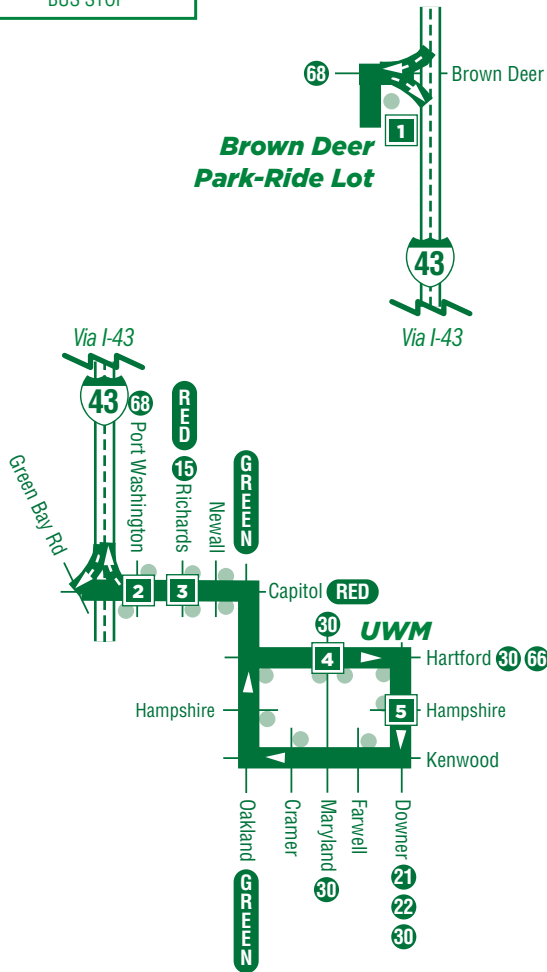 BUS STOP
68
Brown Deer
1
Brown Deer
Park-Ride Lot
43
Via I-43
Via I-43
43
68
RED
Port Washington
15
Richards
Newall
GREEN
Green Bay Rd
2
3
Capitol RED
30
UWM
4
Hartford 30 66
Hampshire
5
Hampshire
Kenwood
Oakland
Cramer
Maryland
Farwell
Downer
GREEN
30
21
22
30